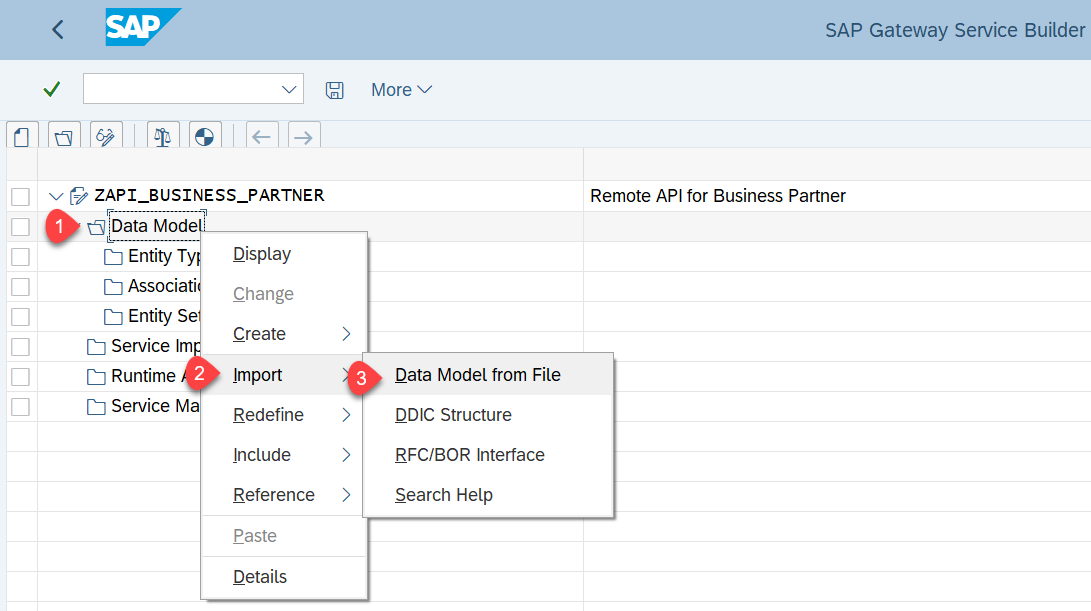 SAP
SAP Gateway Service Builder
More
ZAPI_BUSINESS_PARTNER
Remote API for Business Partner
1
Data Model
Entity Typ
Associati
Entity Set
Service Imp
Runtime A
Service Ma
Display
Change
Create
2
Import
Redefine
Include
Reference
Paste
Details
3
Data Model from File
DDIC Structure
RFC/BOR Interface
Search Help